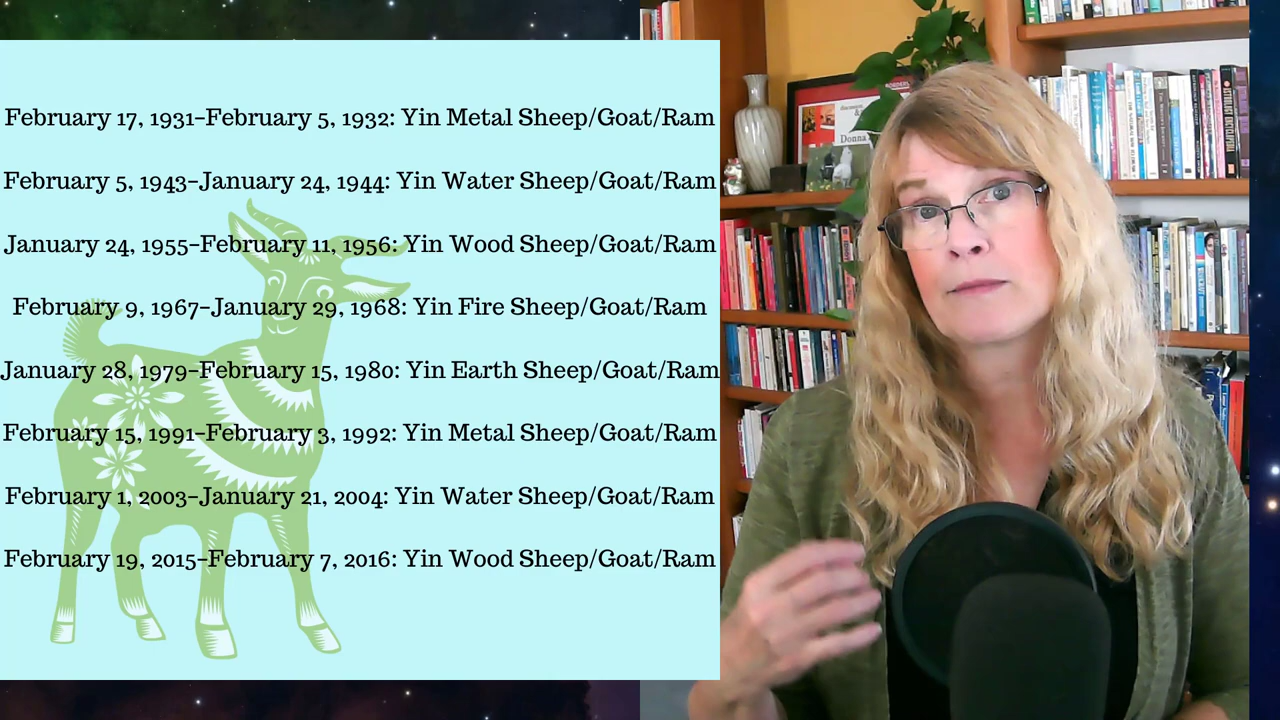 February 17, 1931–February 5, 1932: Yin Metal Sheep/Goat/Ram
February 5, 1943–January 24, 1944: Yin Water Sheep/Goat/Ram
January 24, 1955–February 11, 1956: Yin Wood Sheep/Goat/Ram
February 9, 1967–January 29, 1968: Yin Fire Sheep/Goat/Ram
January 28, 1979–February 15, 1980: Yin Earth Sheep/Goat/Ram
February 15, 1991–February 3, 1992: Yin Metal Sheep/Goat/Ram
February 1, 2003–January 21, 2004: Yin Water Sheep/Goat/Ram
February 19, 2015–February 7, 2016: Yin Wood Sheep/Goat/Ram
BORDERS
discussion
&
Donna